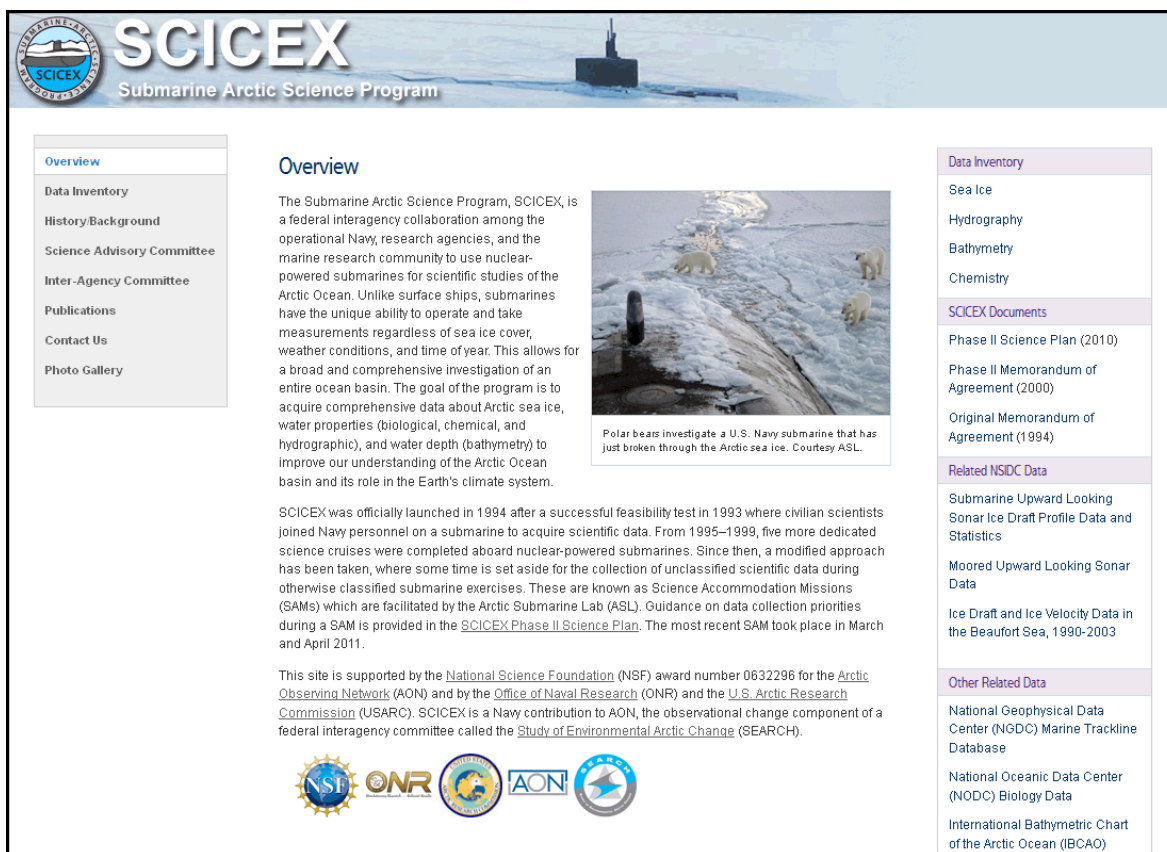 SUBMARINE ARCTIC SCIENCE PROGRAM
SCICEX
SCICEX
Submarine Arctic Science Program
Overview
Data Inventory
History/Background
Science Advisory Committee
Inter-Agency Committee
Publications
Contact Us
Photo Gallery
Overview
The Submarine Arctic Science Program, SCICEX, is
a federal interagency collaboration among the
operational Navy, research agencies, and the
marine research community to use nuclear-
powered submarines for scientific studies of the
Arctic Ocean. Unlike surface ships, submarines
have the unique ability to operate and take
measurements regardless of sea ice cover,
weather conditions, and time of year. This allows for
a broad and comprehensive investigation of an
entire ocean basin. The goal of the program is to
acquire comprehensive data about Arctic sea ice,
water properties (biological, chemical, and
hydrographic), and water depth (bathymetry) to
improve our understanding of the Arctic Ocean
basin and its role in the Earth's climate system.
Polar bears investigate a U.S. Navy submarine that has
just broken through the Arctic sea ice. Courtesy ASL.
SCICEX was officially launched in 1994 after a successful feasibility test in 1993 where civilian scientists
joined Navy personnel on a submarine to acquire scientific data. From 1995–1999, five more dedicated
science cruises were completed aboard nuclear-powered submarines. Since then, a modified approach
has been taken, where some time is set aside for the collection of unclassified scientific data during
otherwise classified submarine exercises. These are known as Science Accommodation Missions
(SAMs) which are facilitated by the Arctic Submarine Lab (ASL). Guidance on data collection priorities
during a SAM is provided in the SCICEX Phase II Science Plan. The most recent SAM took place in March
and April 2011.
This site is supported by the National Science Foundation (NSF) award number 0632296 for the Arctic
Observing Network (AON) and by the Office of Naval Research (ONR) and the U.S. Arctic Research
Commission (USARC). SCICEX is a Navy contribution to AON, the observational change component of a
federal interagency committee called the Study of Environmental Arctic Change (SEARCH).
NSF
ONR
UNITED STATES
ARCTIC RESEARCH COMMISSION
AON
SEARCH
Data Inventory
Sea Ice
Hydrography
Bathymetry
Chemistry
SCICEX Documents
Phase II Science Plan (2010)
Phase II Memorandum of
Agreement (2000)
Original Memorandum of
Agreement (1994)
Related NSIDC Data
Submarine Upward Looking
Sonar Ice Draft Profile Data and
Statistics
Moored Upward Looking Sonar
Data
Ice Draft and Ice Velocity Data in
the Beaufort Sea, 1990-2003
Other Related Data
National Geophysical Data
Center (NGDC) Marine Trackline
Database
National Oceanic Data Center
(NODC) Biology Data
International Bathymetric Chart
of the Arctic Ocean (IBCAO)